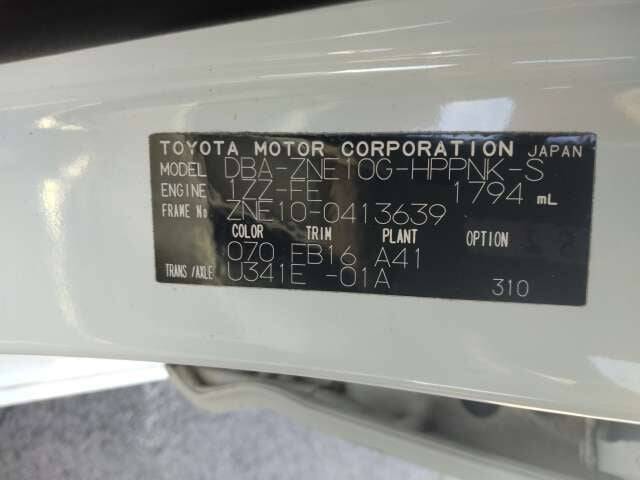 TOYOTA MOTOR CORPORATION JAPAN
MODEL DBA-ZNE10G-HPPNK-S
ENGINE 1ZZ-FE 1794 mL
FRAME No ZNE10-0413639
COLOR TRIM PLANT OPTION
070 EB16 A41
TRANS/AXLE U341E -01A
310